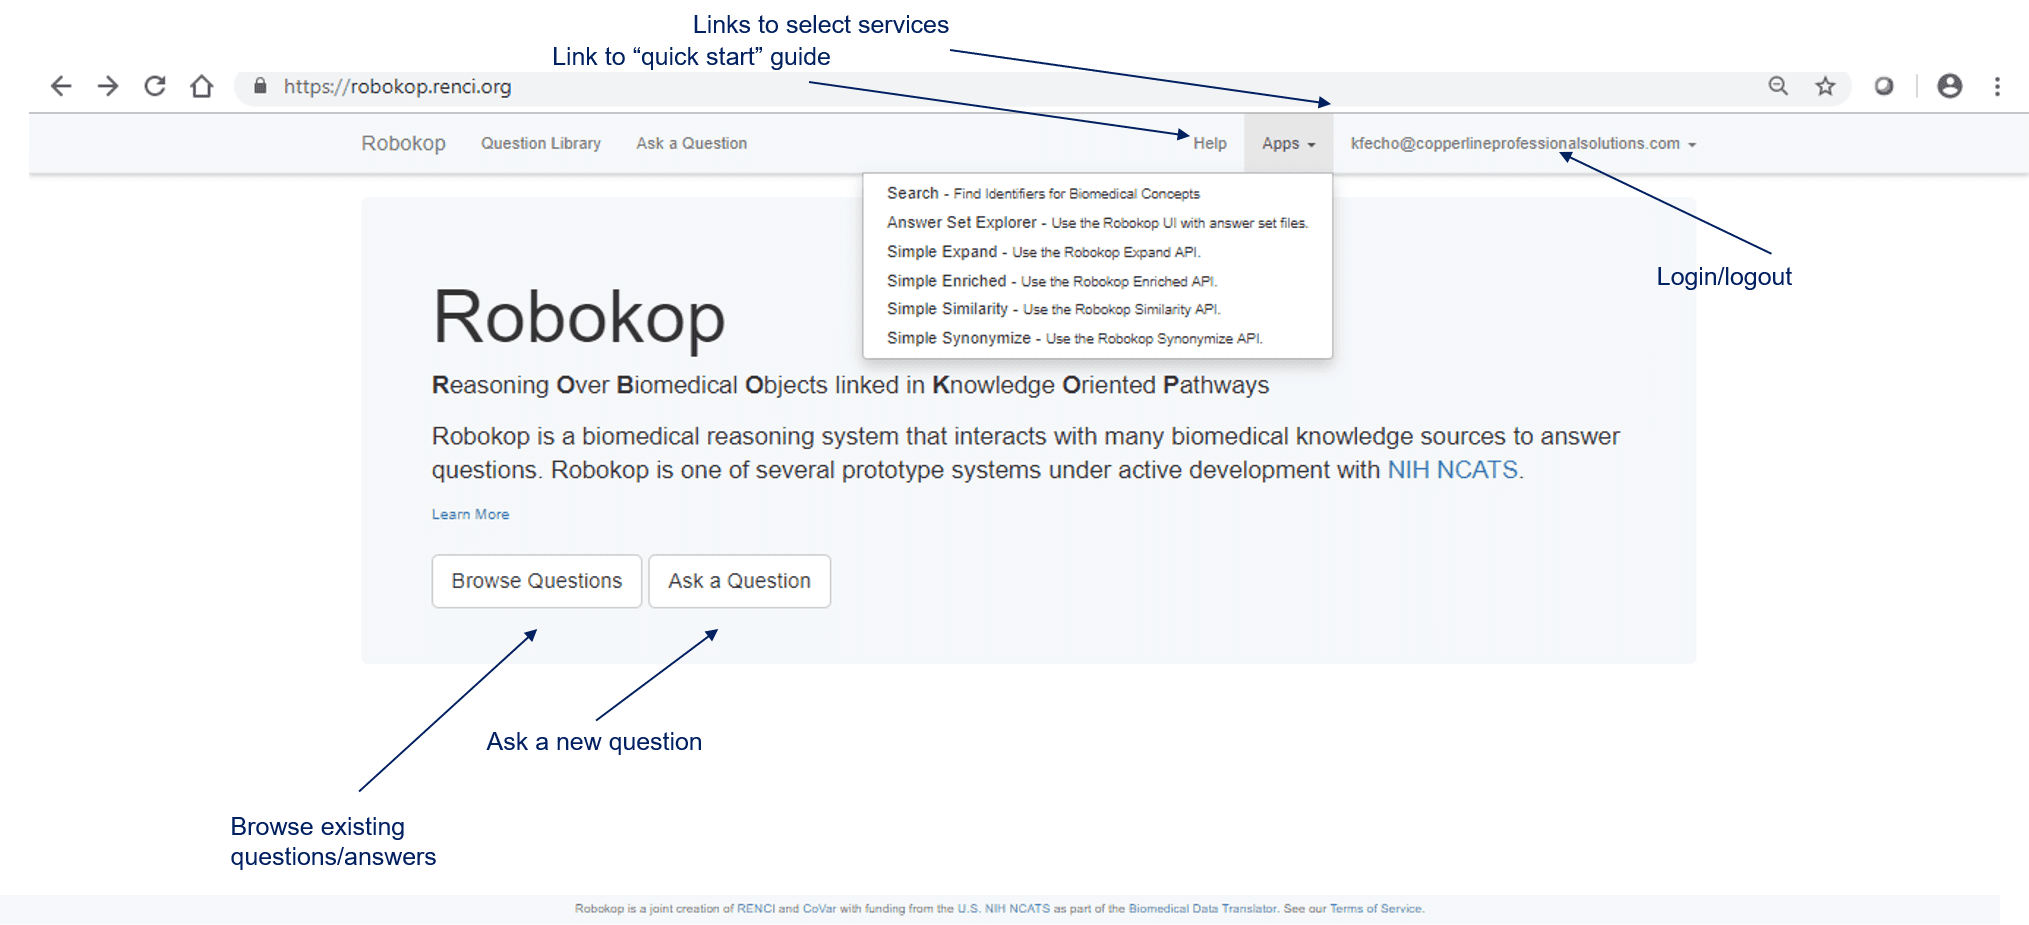 Links to select services
Link to “quick start” guide
https://robokop.renci.org
Robokop Question Library Ask a Question Help Apps kfecho@copperlineprofessionalsolutions.com
Search - Find Identifiers for Biomedical Concepts
Answer Set Explorer - Use the Robokop UI with answer set files.
Simple Expand - Use the Robokop Expand API.
Simple Enriched - Use the Robokop Enriched API.
Simple Similarity - Use the Robokop Similarity API.
Simple Synonymize - Use the Robokop Synonymize API.
Login/logout
Robokop
Reasoning Over Biomedical Objects linked in Knowledge Oriented Pathways
Robokop is a biomedical reasoning system that interacts with many biomedical knowledge sources to answer
questions. Robokop is one of several prototype systems under active development with NIH NCATS.
Learn More
Browse Questions Ask a Question
Ask a new question
Browse existing
questions/answers
Robokop is a joint creation of RENCI and CoVar with funding from the U.S. NIH NCATS as part of the Biomedical Data Translator. See our Terms of Service.